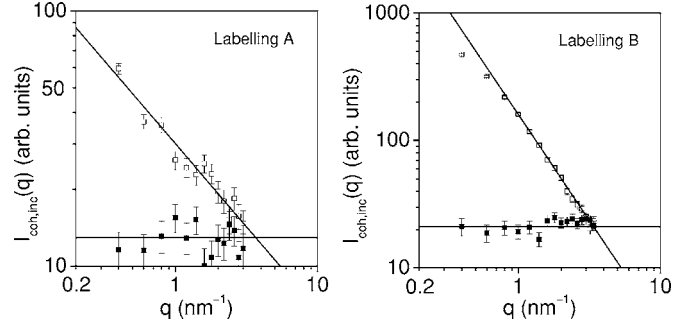 100
50
10
I_coh,inc(q) (arb. units)
Labelling A
0.2
1
10
q (nm⁻¹)
1000
100
10
I_coh,inc(q) (arb. units)
Labelling B
0.2
1
10
q (nm⁻¹)